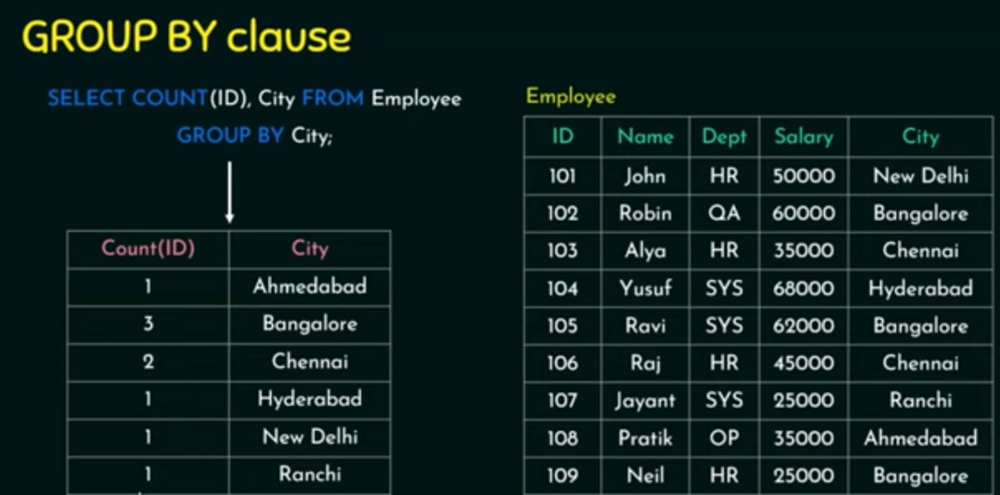 GROUP BY clause
SELECT COUNT(ID), City FROM Employee
GROUP BY City;
Count(ID) City
1 Ahmedabad
3 Bangalore
2 Chennai
1 Hyderabad
1 New Delhi
1 Ranchi
Employee
ID Name Dept Salary City
101 John HR 50000 New Delhi
102 Robin QA 60000 Bangalore
103 Alya HR 35000 Chennai
104 Yusuf SYS 68000 Hyderabad
105 Ravi SYS 62000 Bangalore
106 Raj HR 45000 Chennai
107 Jayant SYS 25000 Ranchi
108 Pratik OP 35000 Ahmedabad
109 Neil HR 25000 Bangalore